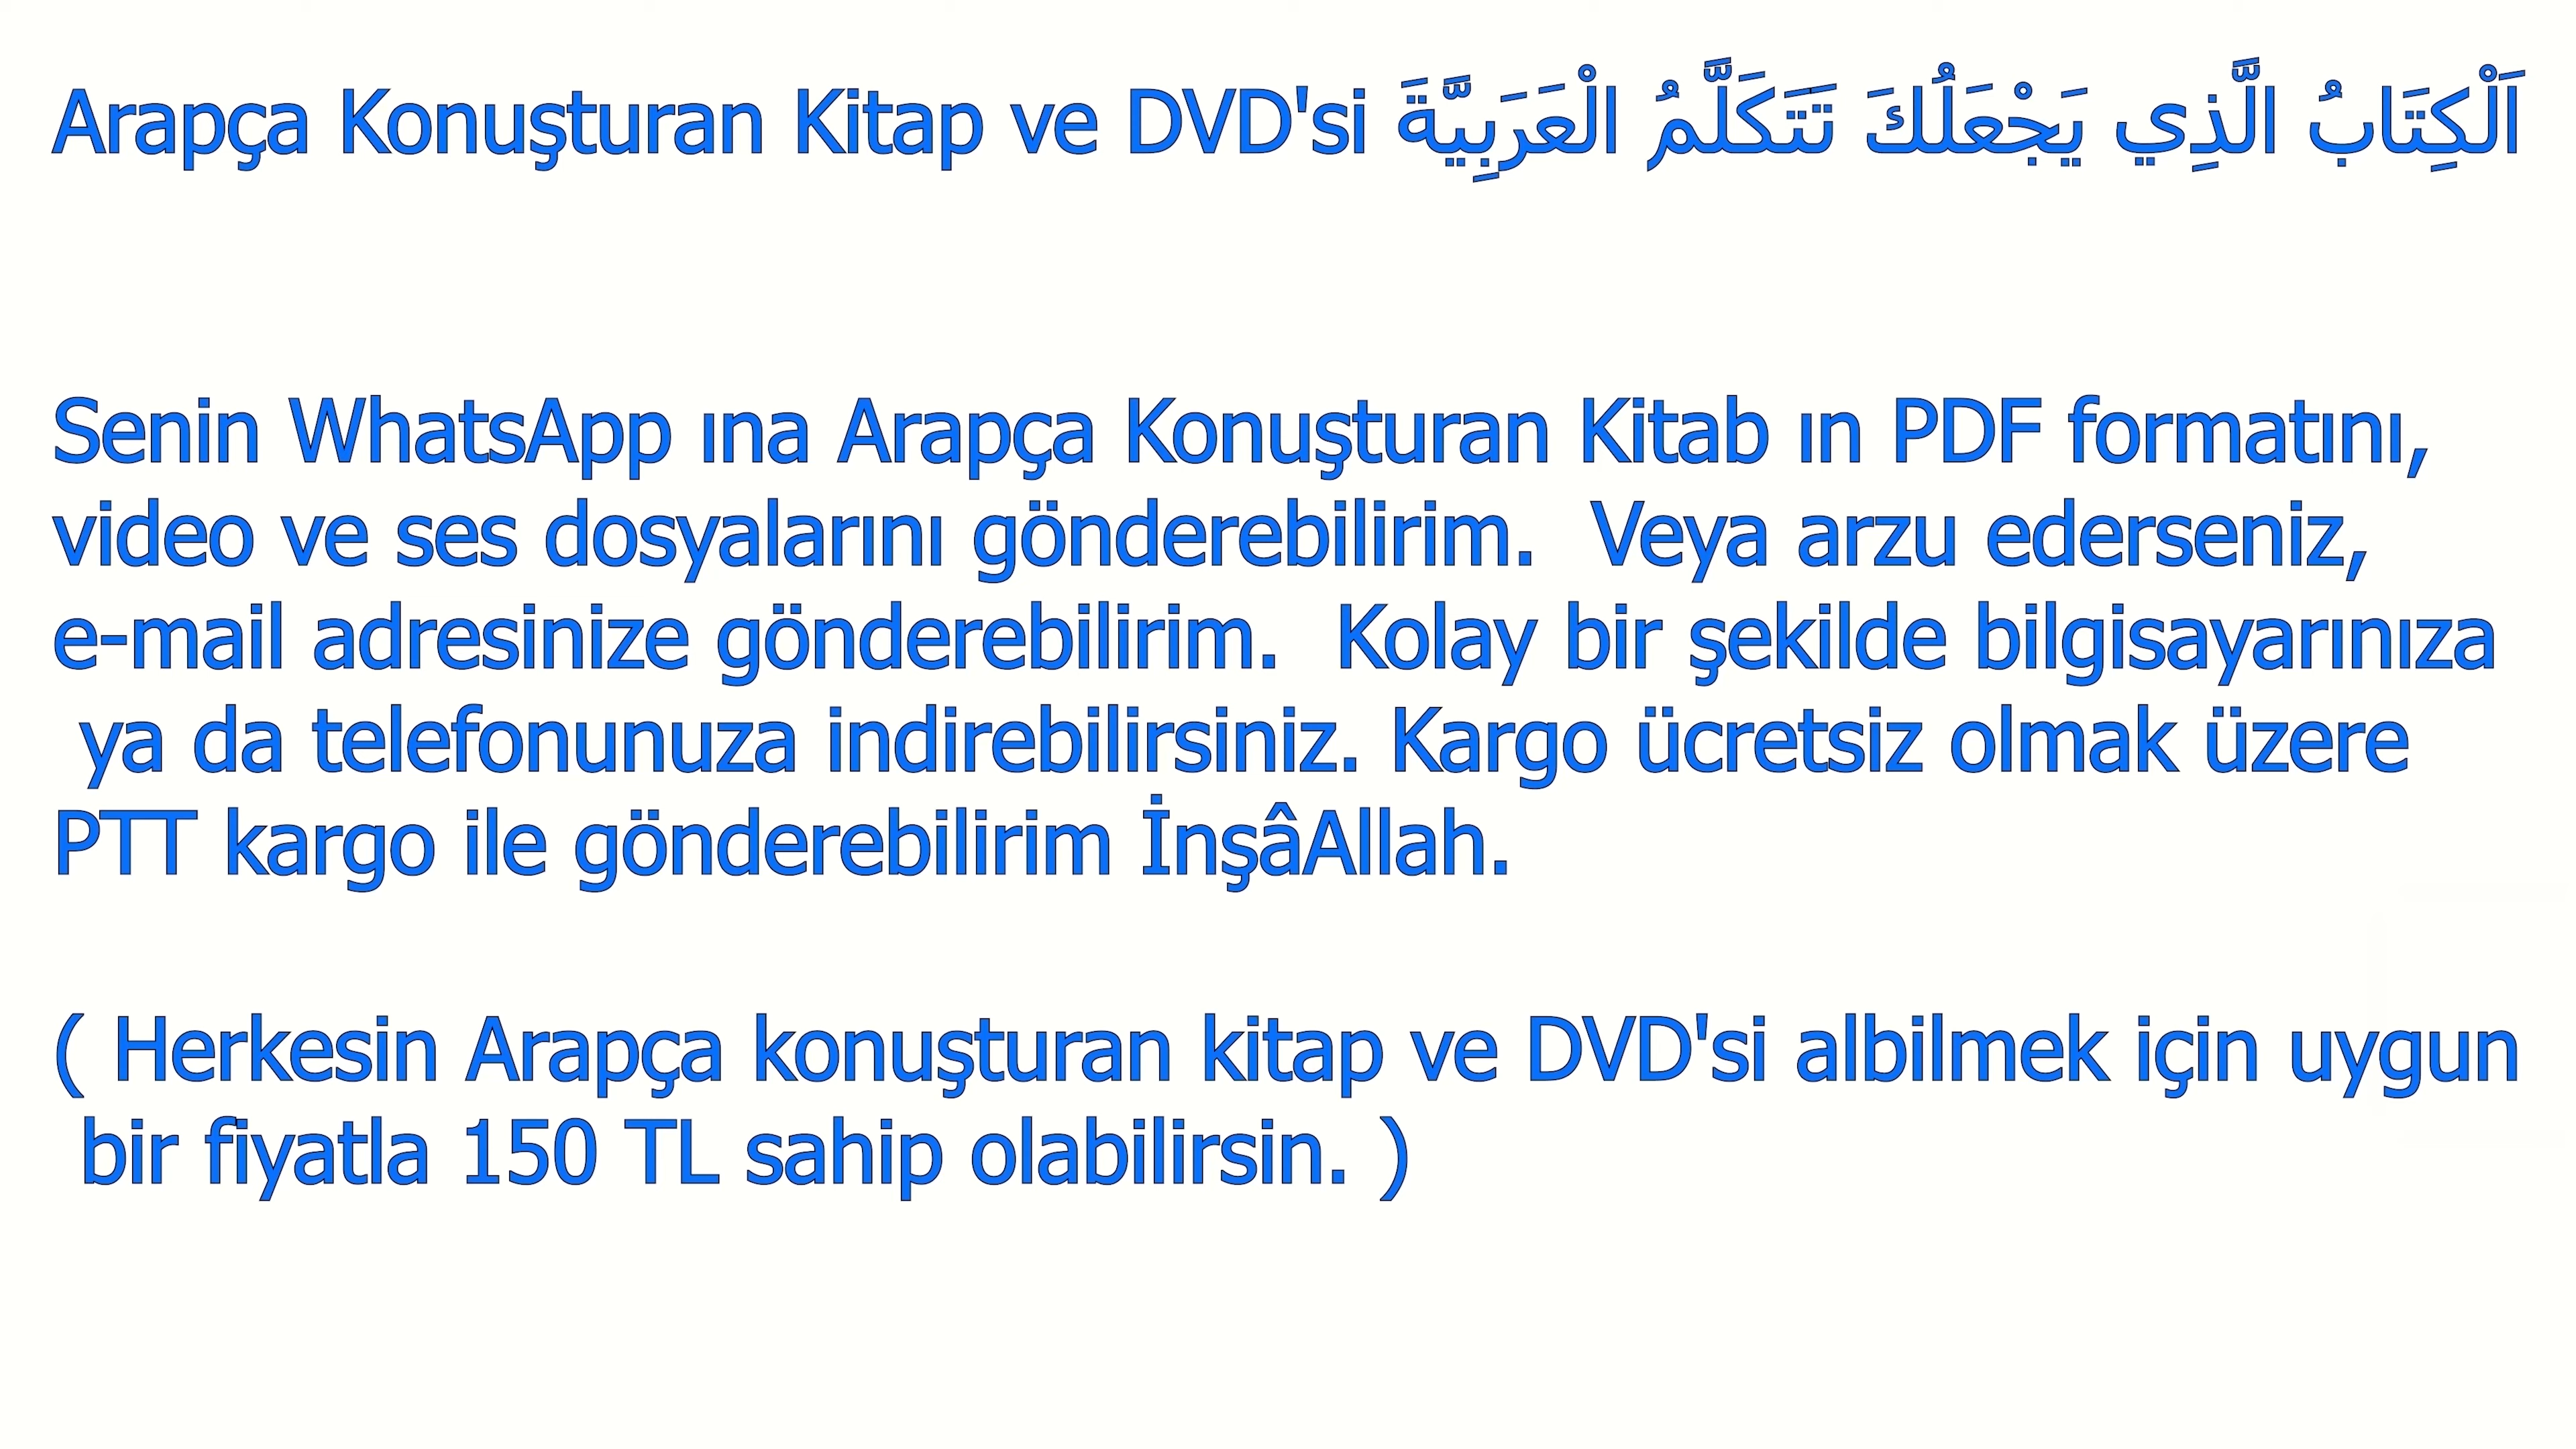 Arapça Konuşturan Kitap ve DVD'si اَلْكِتَابُ الَّذِي يَجْعَلُكَ تَتَكَلَّمُ الْعَرَبِيَّةَ
Senin WhatsApp ına Arapça Konuşturan Kitab ın PDF formatını,
video ve ses dosyalarını gönderebilirim. Veya arzu ederseniz,
e-mail adresinize gönderebilirim. Kolay bir şekilde bilgisayarınıza
ya da telefonunuza indirebilirsiniz. Kargo ücretsiz olmak üzere
PTT kargo ile gönderebilirim İnşâAllah.
( Herkesin Arapça konuşturan kitap ve DVD'si albilmek için uygun
bir fiyatla 150 TL sahip olabilirsin. )